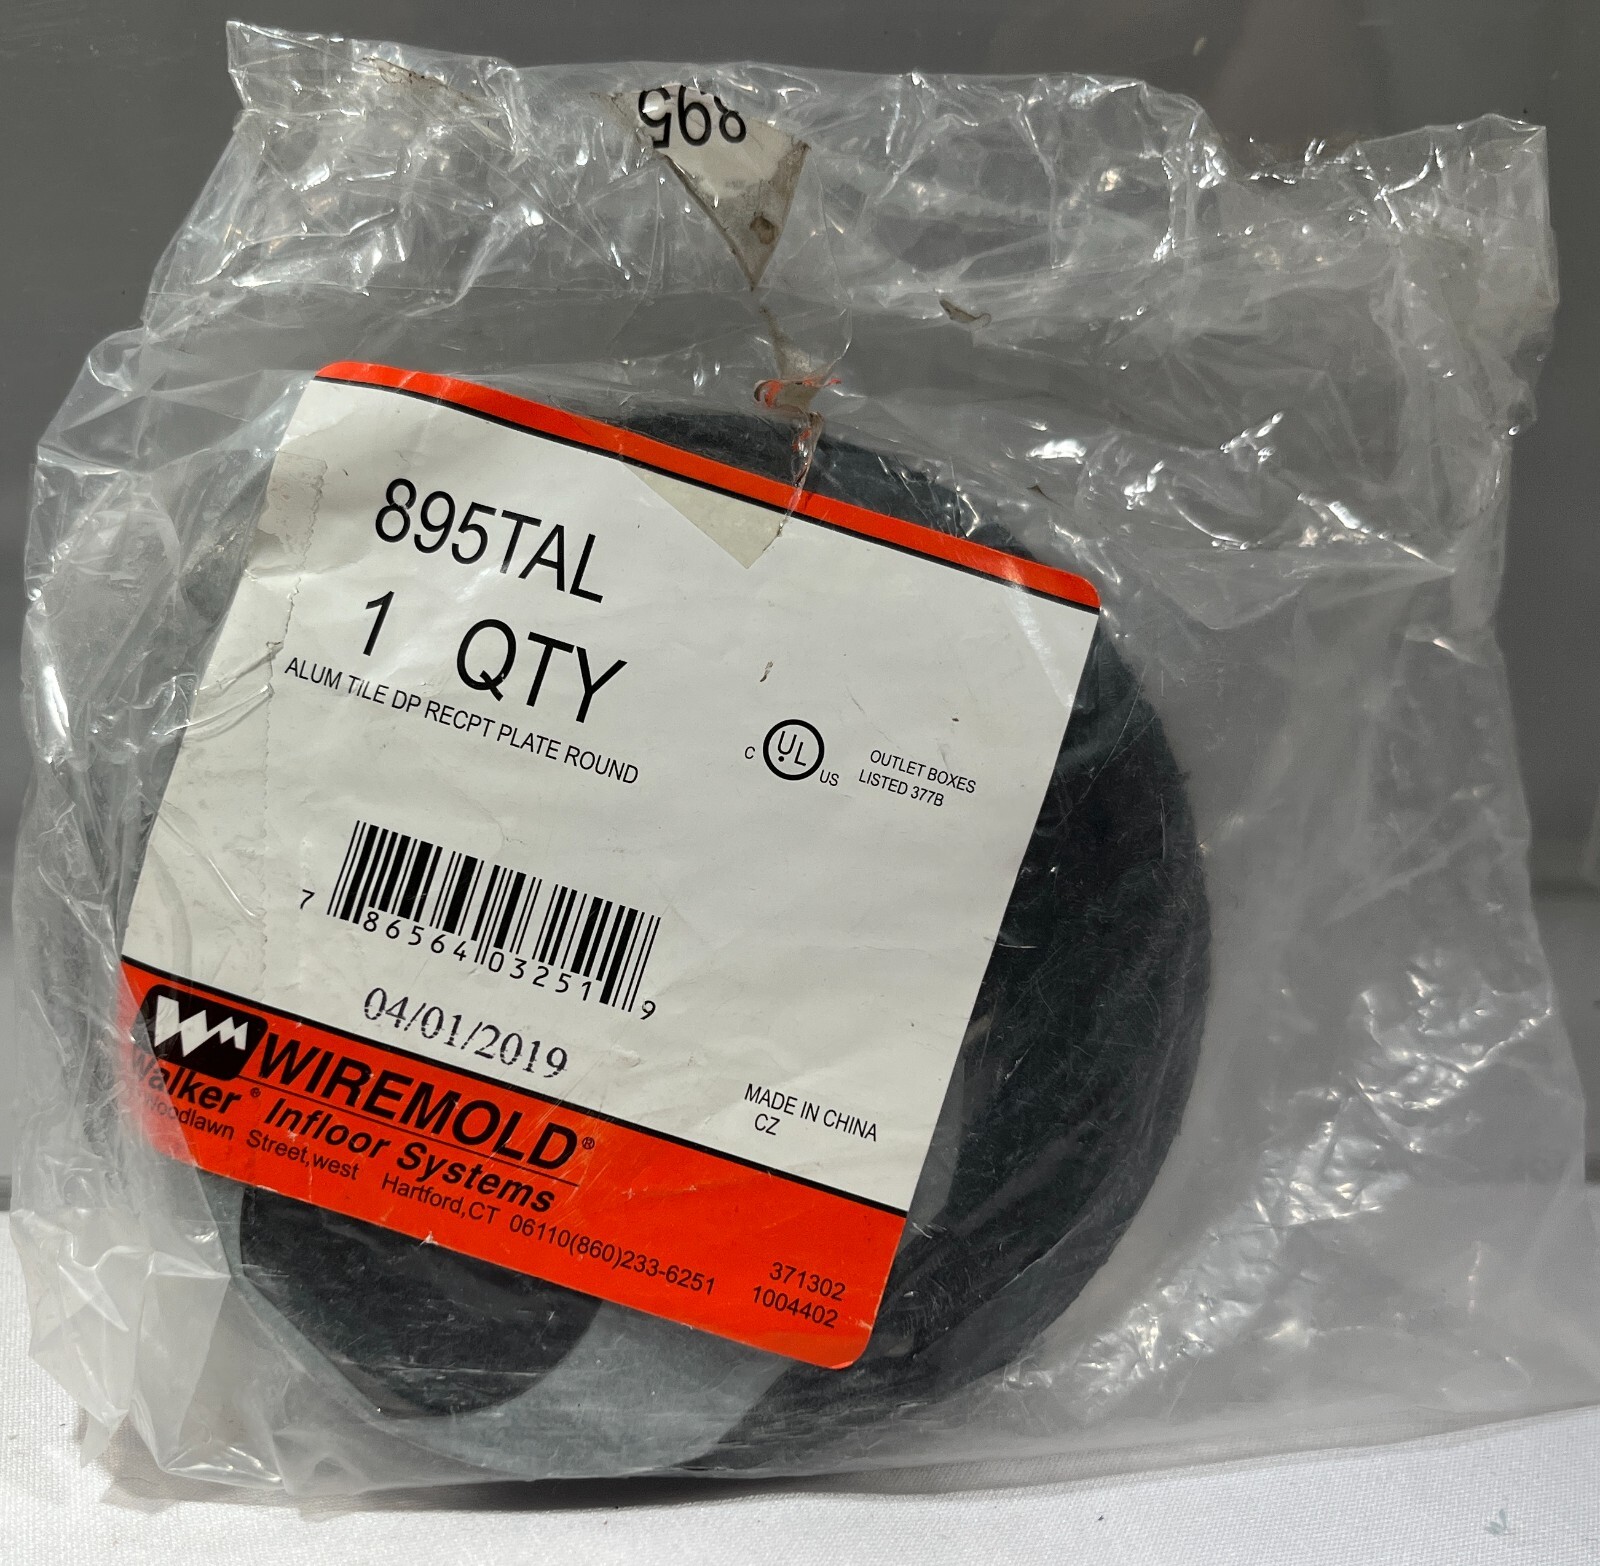 895
895TAL
1 QTY
ALUM TILE DP RECPT PLATE ROUND
C UL US
OUTLET BOXES
LISTED 377B
7 86564 03251 9
04/01/2019
WIREMOLD®
Walker® Infloor Systems
Woodlawn Street,west Hartford,CT 06110(860)233-6251
MADE IN CHINA
CZ
371302
1004402